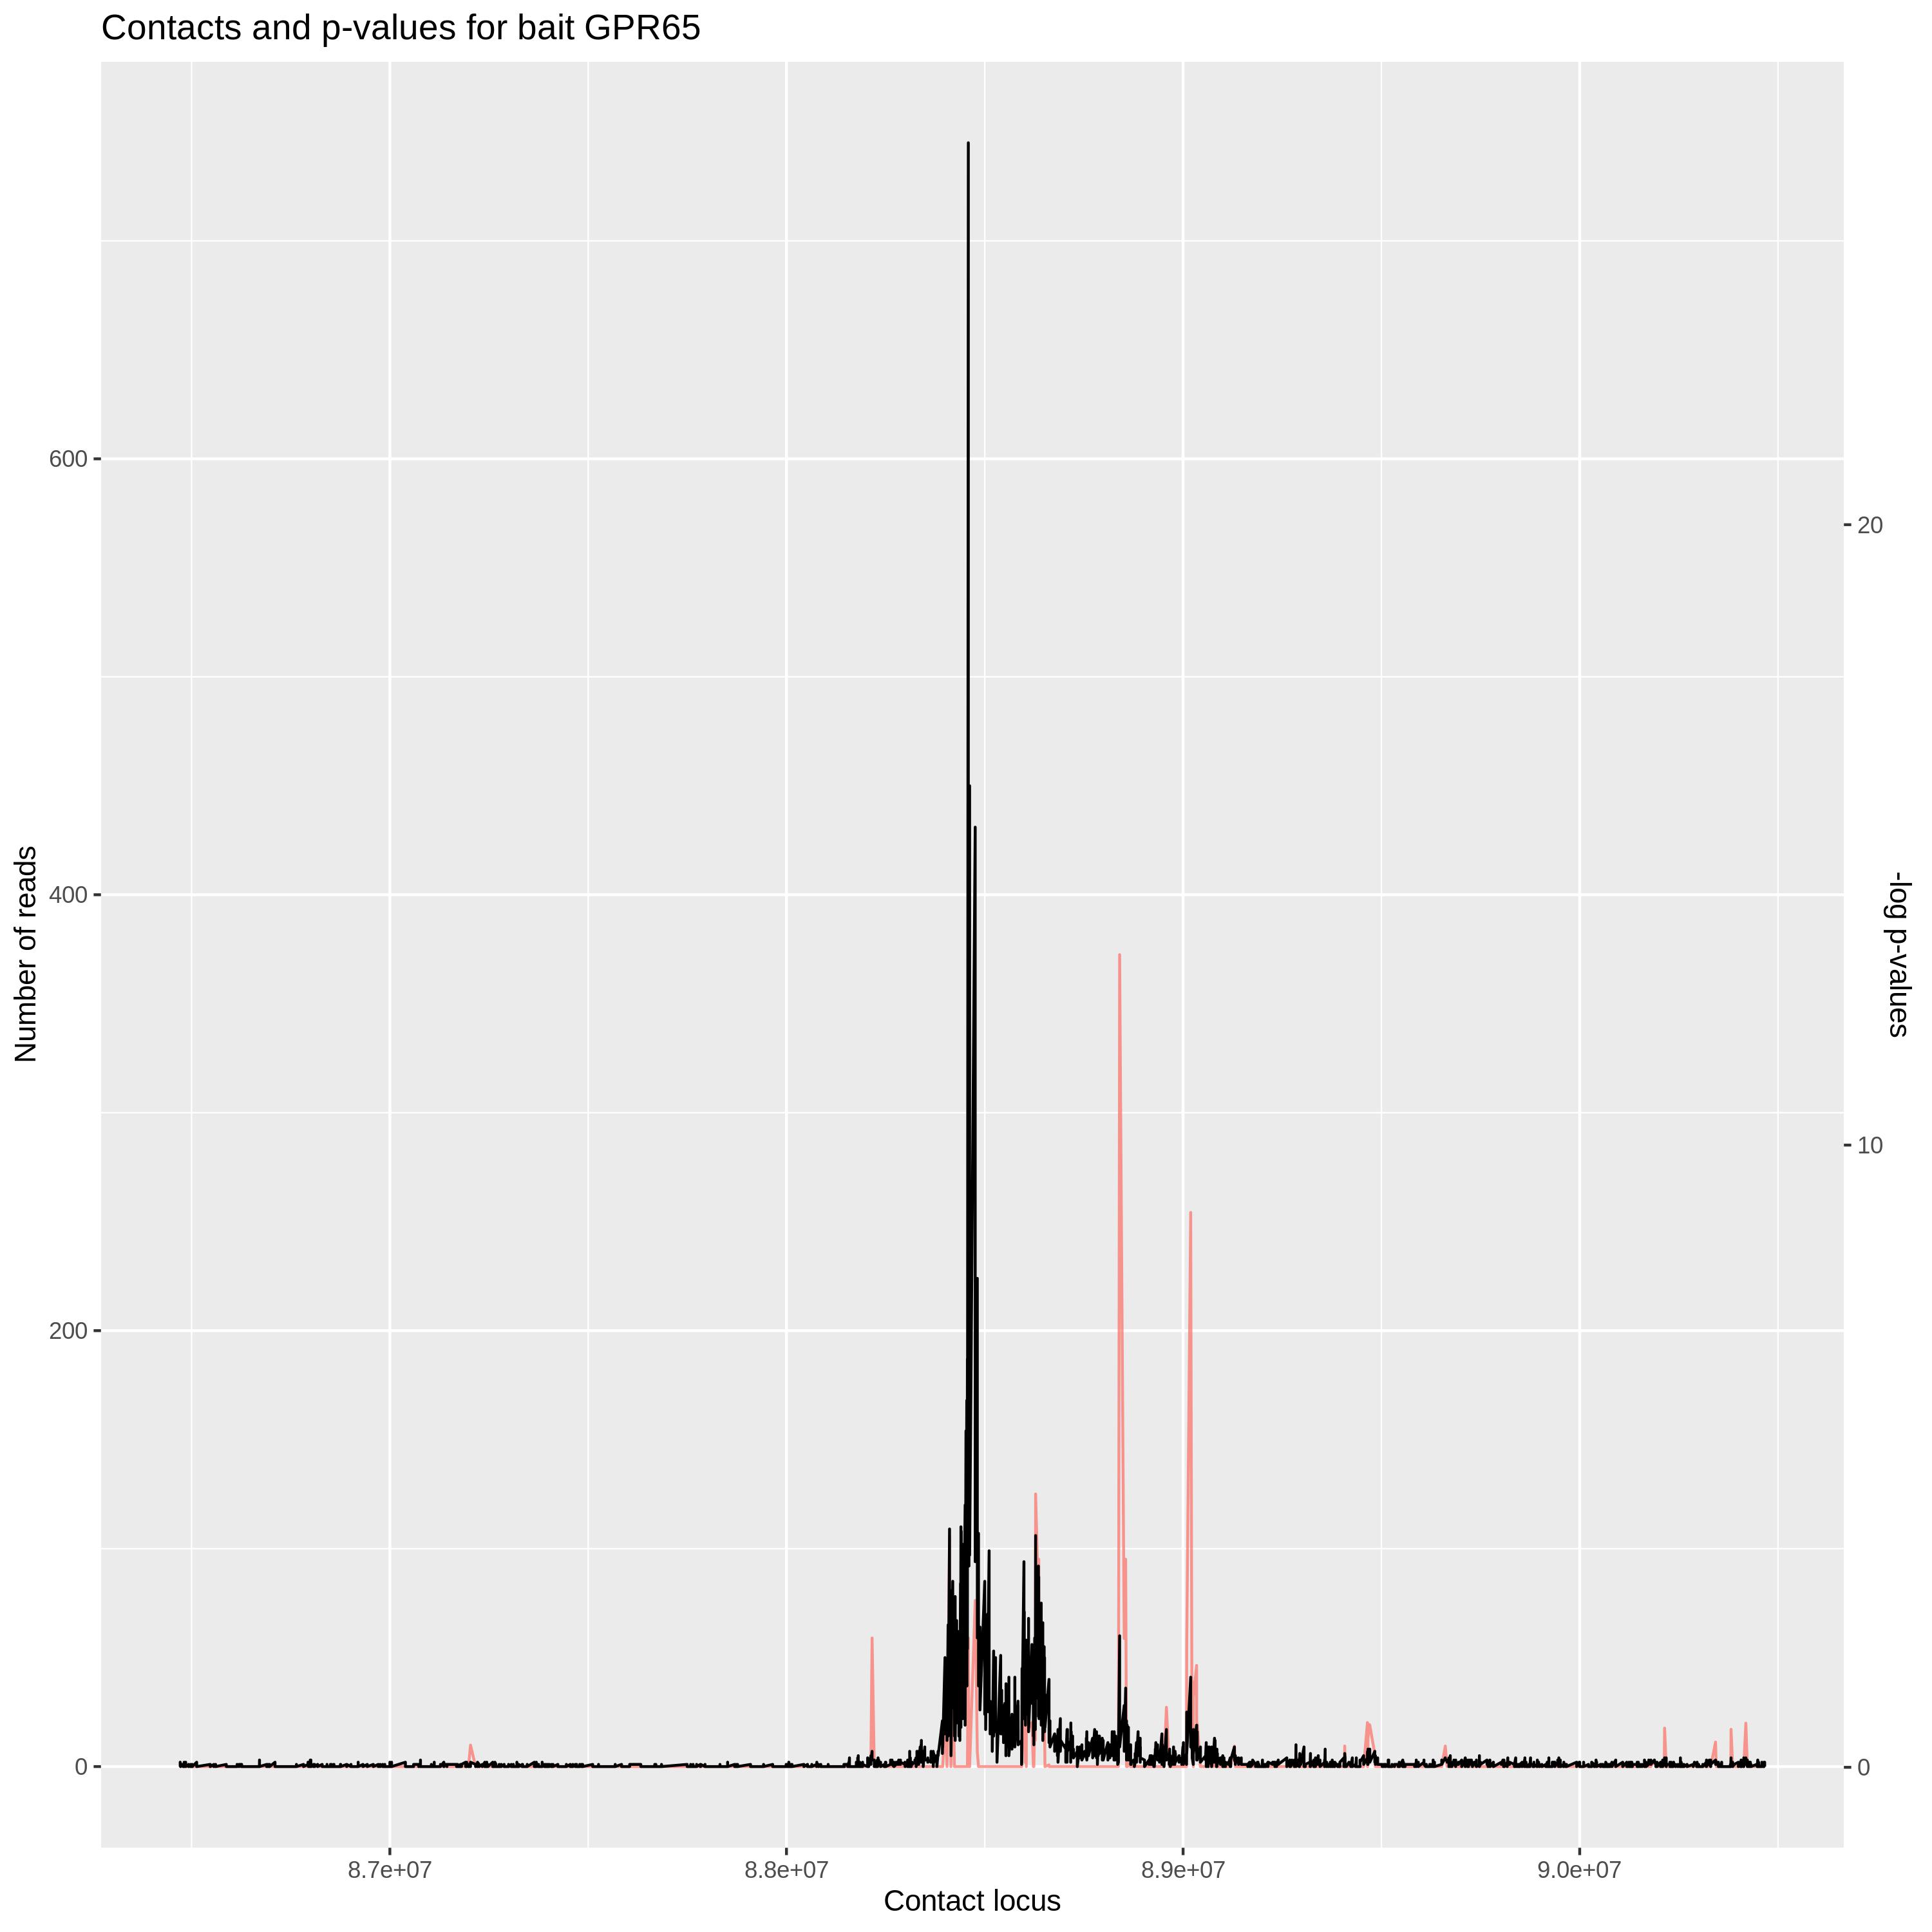 Contacts and p-values for bait GPR65
Number of reads
600
400
200
0
20
10
0
-log p-values
8.7e+07
8.8e+07
8.9e+07
9.0e+07
Contact locus